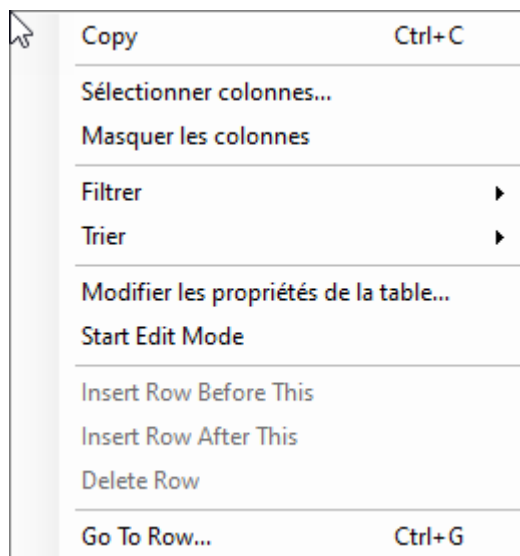 Copy Ctrl+C
Sélectionner colonnes...
Masquer les colonnes
Filtrer
Trier
Modifier les propriétés de la table...
Start Edit Mode
Insert Row Before This
Insert Row After This
Delete Row
Go To Row... Ctrl+G